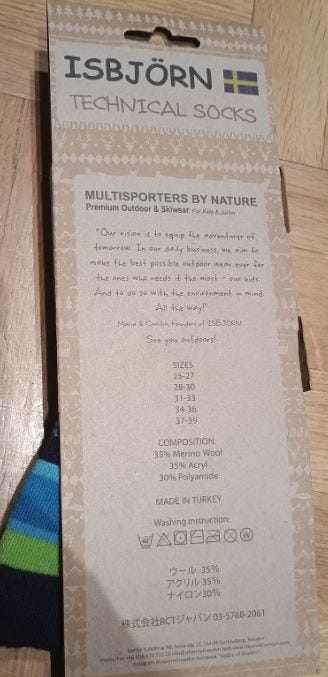 ISBJÖRN
TECHNICAL SOCKS
MULTISPORTERS BY NATURE
Premium Outdoor & Skiwear For Kids & Junior
"Our vision is to equip the adventurer of
tomorrow. In our daily business, we aim to
make the best possible outdoor wear ever for
the ones who needs it the most - our kids.
And to do so with the environment in mind.
All the way!"
Maria & Camilla, Founders of ISBJÖRN
See you outdoors!
SIZES
25-27
28-30
31-33
34-36
37-39
COMPOSITION:
35% Merino Wool
35% Acryl
30% Polyamide
MADE IN TURKEY
Washing instruction:
40
ウール 35%
アクリル 35%
ナイロン30%
株式会社RCTジャパン 03-5768-2061